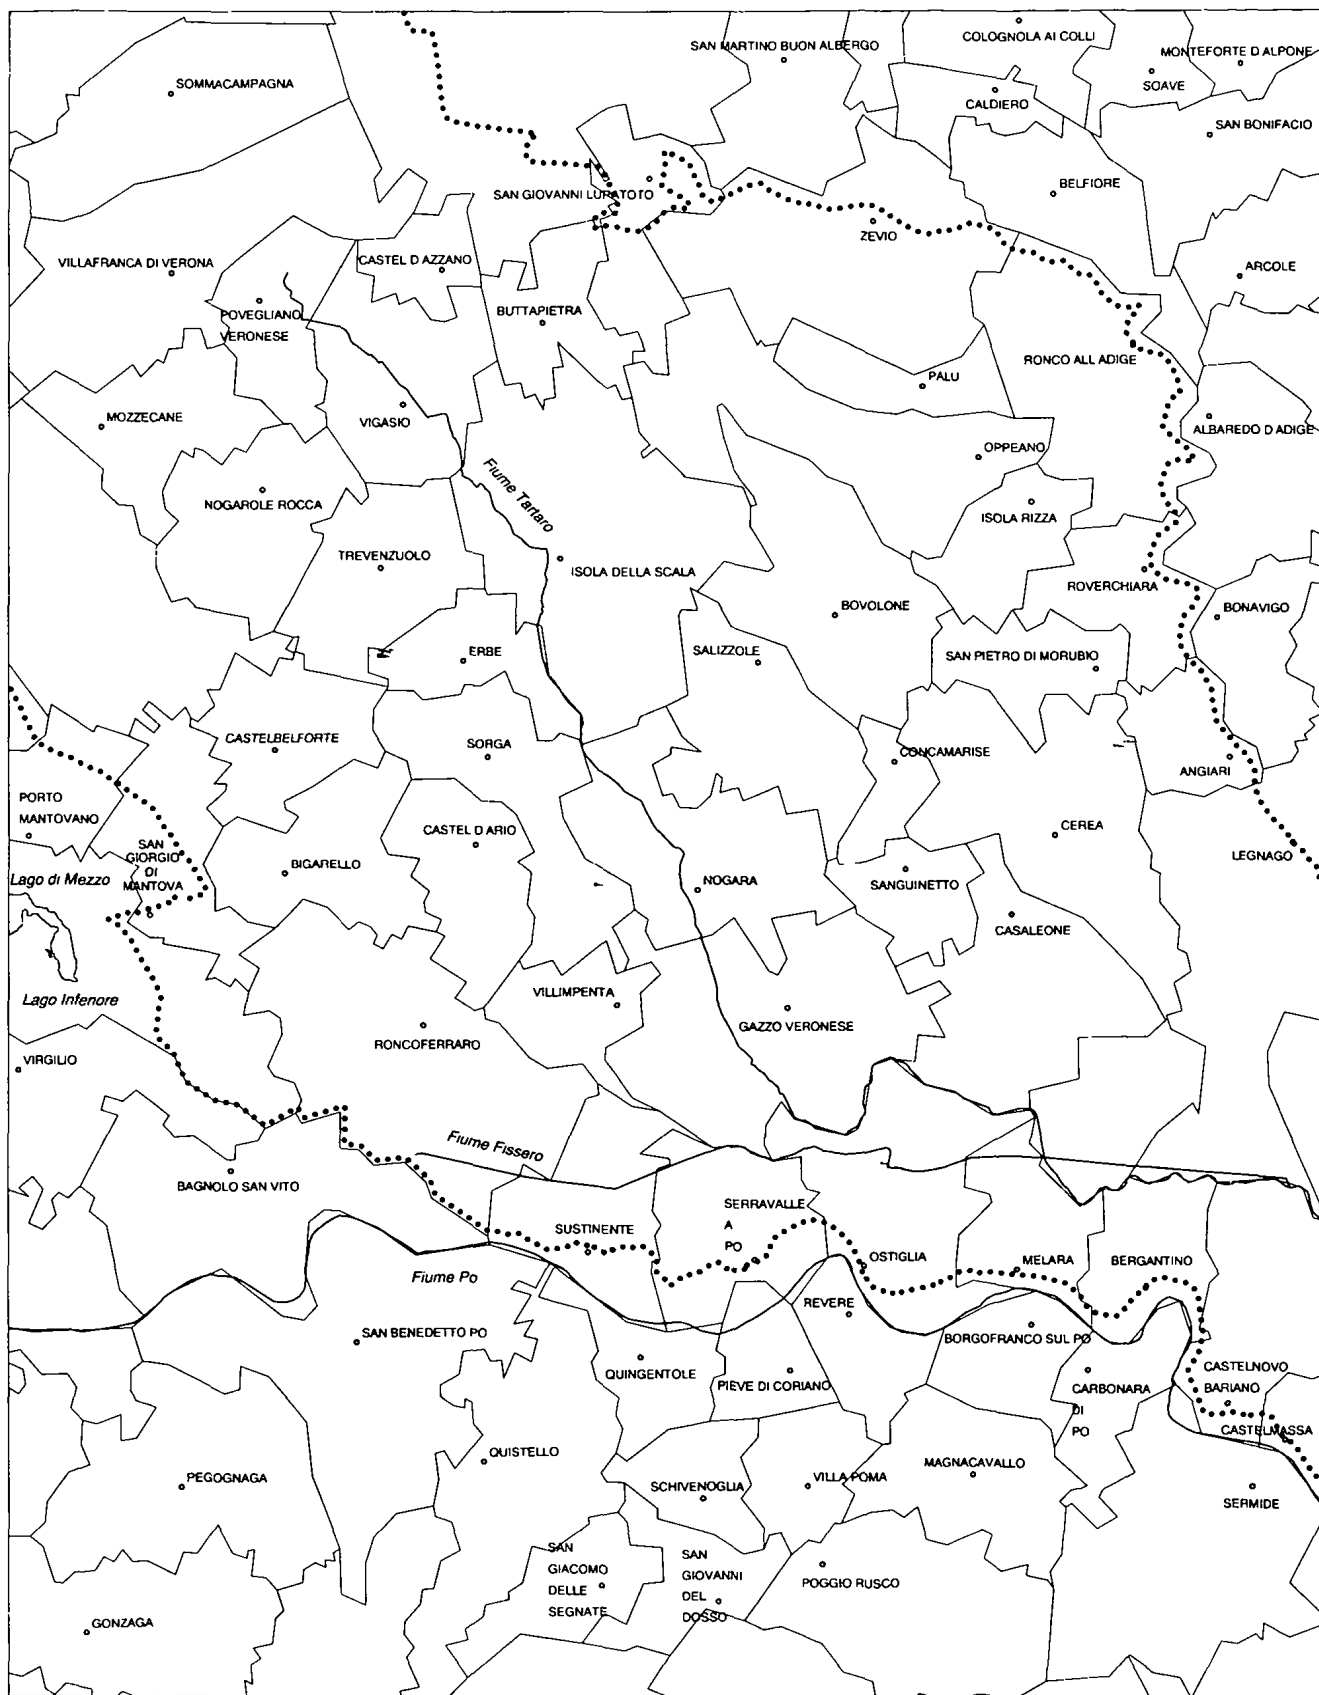 COLOGNOLA AI COLLI
SAN MARTINO BUON ALBERGO
MONTEFORTE D ALPONE
SOMMACAMPAGNA
SOAVE
CALDIERO
SAN BONIFACIO
BELFIORE
SAN GIOVANNI LUPATOTO
ZEVIO
CASTEL D AZZANO
VILLAFRANCA DI VERONA
ARCOLE
POVEGLIANO
VERONESE
BUTTAPIETRA
RONCO ALL ADIGE
PALU
MOZZECANE
VIGASIO
ALBAREDO D ADIGE
OPPEANO
Fiume Tartaro
NOGAROLE ROCCA
ISOLA RIZZA
TREVENZUOLO
ISOLA DELLA SCALA
ROVERCHIARA
BOVOLONE
BONAVIGO
ERBE
SALIZZOLE
SAN PIETRO DI MORUBIO
CASTELBELFORTE
SORGA
CONCAMARISE
ANGIARI
PORTO
MANTOVANO
CASTEL D ARIO
CEREA
SAN
GIORGIO
DI
MANTOVA
LEGNAGO
BIGARELLO
Lago di Mezzo
NOGARA
SANGUINETTO
CASALEONE
VILLIMPENTA
Lago Infenore
GAZZO VERONESE
RONCOFERRARO
VIRGILIO
Fiume Fissero
BAGNOLO SAN VITO
SERRAVALLE
A
PO
SUSTINENTE
OSTIGLIA
MELARA
BERGANTINO
Fiume Po
REVERE
SAN BENEDETTO PO
BORGOFRANCO SUL PO
QUINGENTOLE
PIEVE DI CORIANO
CARBONARA
DI
PO
CASTELNOVO
BARIANO
CASTELMASSA
QUISTELLO
PEGOGNAGA
SCHIVENOGLIA
VILLA POMA
MAGNACAVALLO
SERMIDE
SAN
GIACOMO
DELLE
SEGNATE
SAN
GIOVANNI
DEL
DOSSO
POGGIO RUSCO
GONZAGA